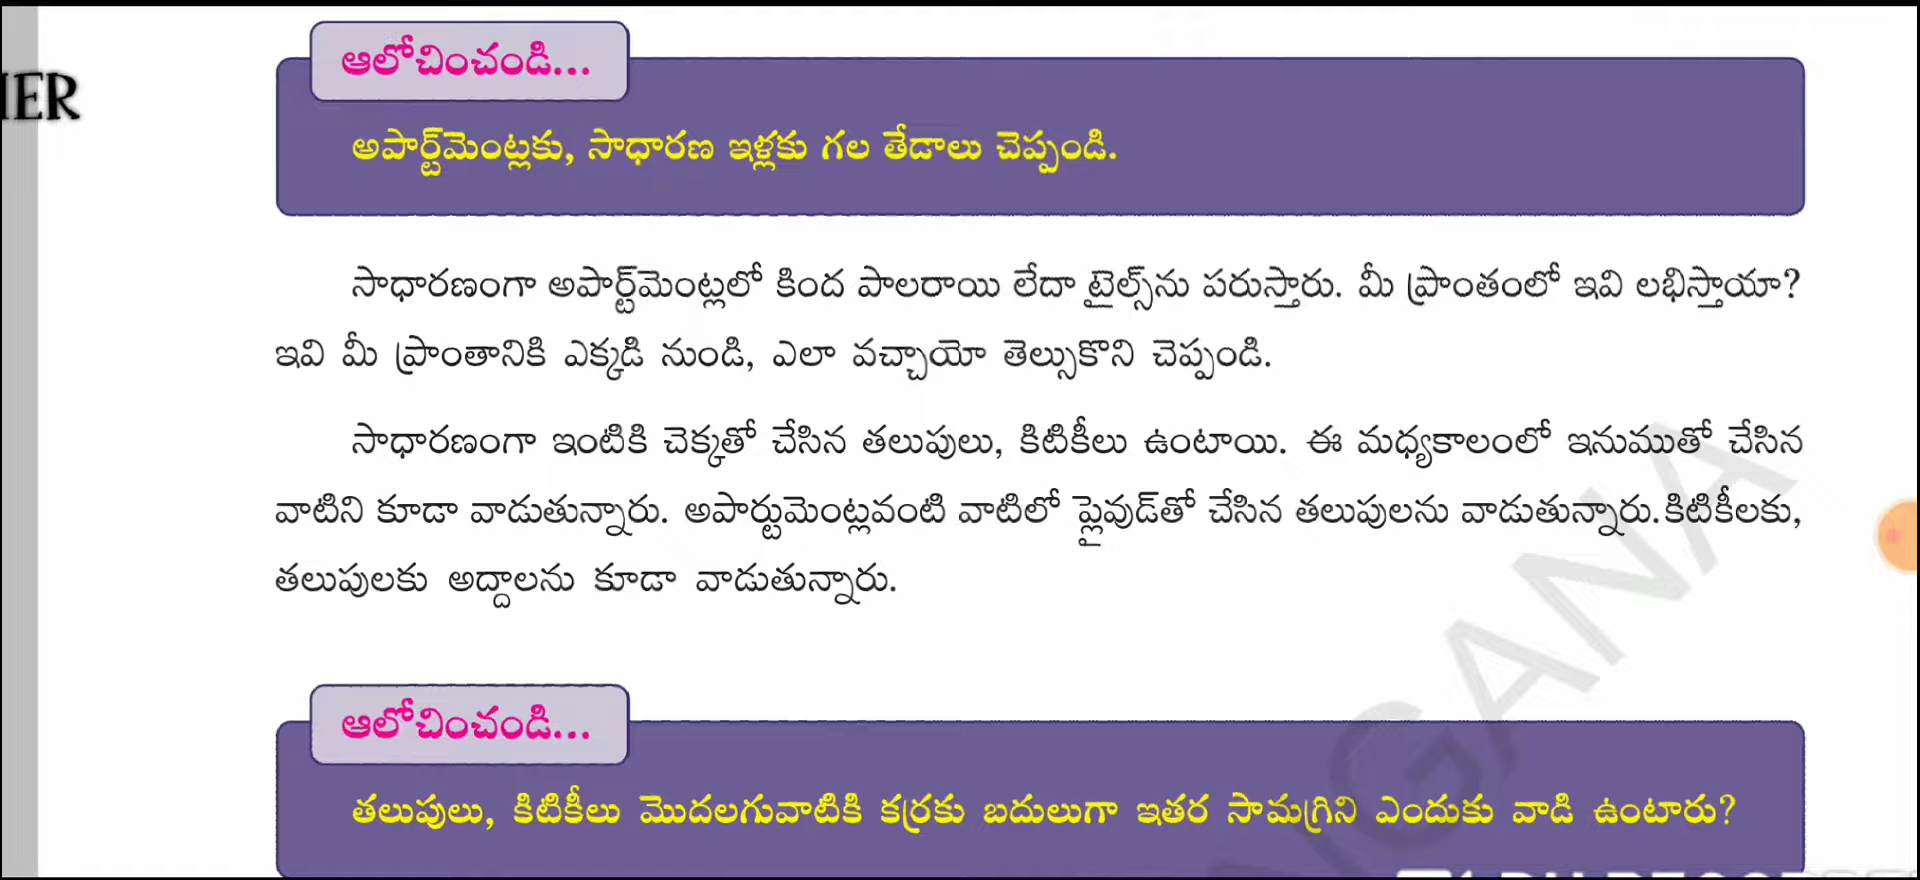 ఆలోచించండి...
IER
అపార్ట్‌మెంట్లకు, సాధారణ ఇళ్లకు గల తేడాలు చెప్పండి.
సాధారణంగా అపార్ట్‌మెంట్లలో కింద పాలరాయి లేదా టైల్స్‌ను పరుస్తారు. మీ ప్రాంతంలో ఇవి లభిస్తాయా?
ఇవి మీ ప్రాంతానికి ఎక్కడి నుండి, ఎలా వచ్చాయో తెల్సుకొని చెప్పండి.
సాధారణంగా ఇంటికి చెక్కతో చేసిన తలుపులు, కిటికీలు ఉంటాయి. ఈ మధ్యకాలంలో ఇనుముతో చేసిన
వాటిని కూడా వాడుతున్నారు. అపార్టుమెంట్లవంటి వాటిలో ప్లైవుడ్‌తో చేసిన తలుపులను వాడుతున్నారు.కిటికీలకు,
తలుపులకు అద్దాలను కూడా వాడుతున్నారు.
ఆలోచించండి...
తలుపులు, కిటికీలు మొదలగువాటికి కర్రకు బదులుగా ఇతర సామగ్రిని ఎందుకు వాడి ఉంటారు?